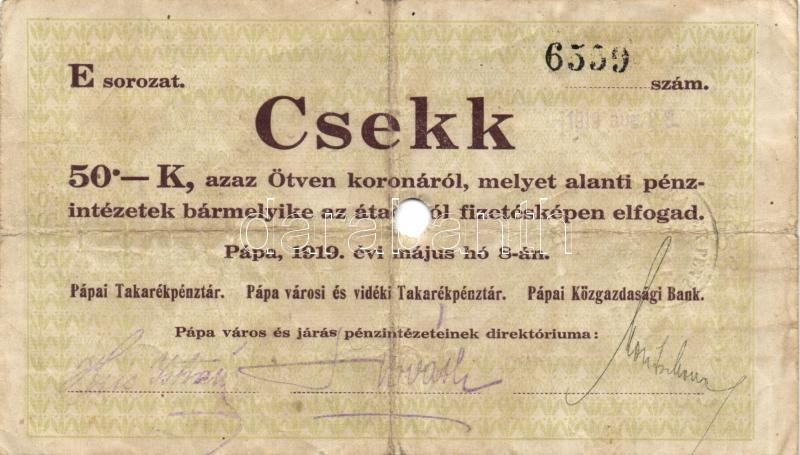 E sorozat. 6559 szám.
Csekk
50·— K, azaz Ötven koronáról, melyet alanti pénz-
intézetek bármelyike az áta ól fizetésképen elfogad.
darabanth
Pápa, 1919. évi május hó 8-án.
Pápai Takarékpénztár. Pápa városi és vidéki Takarékpénztár. Pápai Közgazdasági Bank.
Pápa város és járás pénzintézeteinek direktóriuma:
István